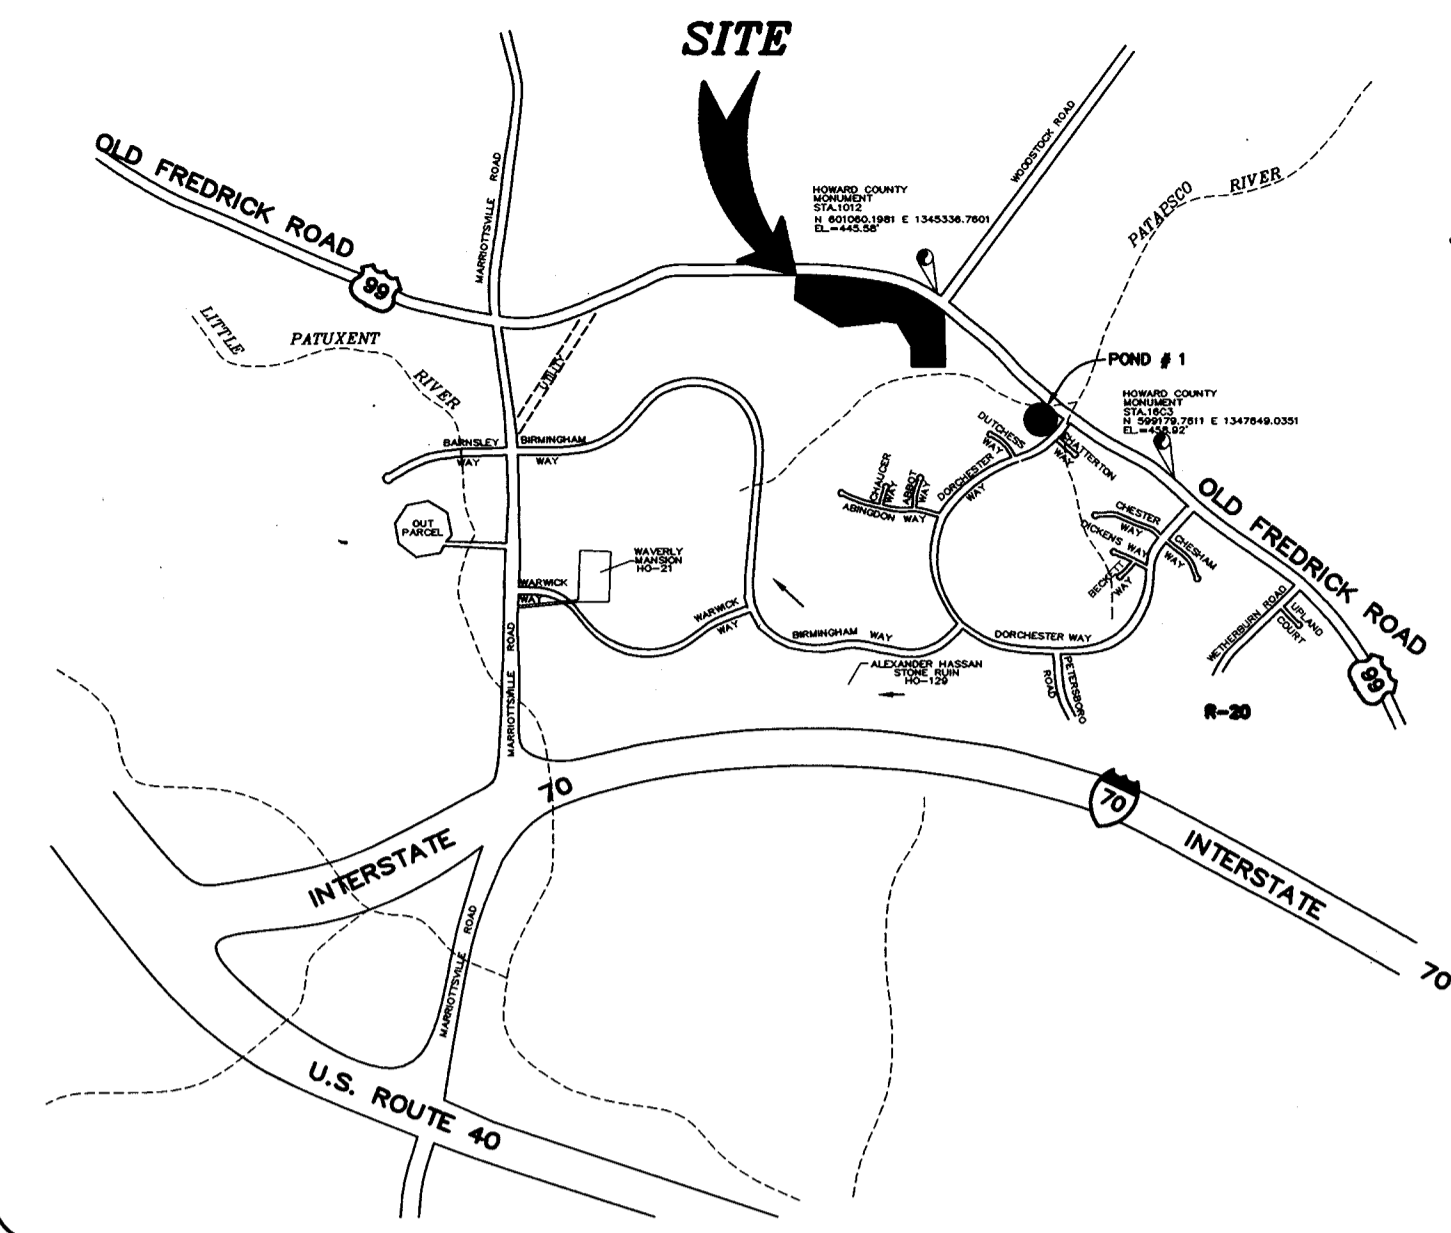 SITE
OLD FREDRICK ROAD
99
MARRIOTTSVILLE ROAD
HOWARD COUNTY
MONUMENT
STA.1012
N 601060.1981 E 1345336.7601
EL.=445.58'
WOODSTOCK ROAD
PATAPSCO RIVER
LITTLE PATUXENT RIVER
UTILITY
POND # 1
HOWARD COUNTY
MONUMENT
STA.16C3
N 599179.7611 E 1347649.0351
EL.=458.92'
BARNSLEY
WAY
BIRMINGHAM
WAY
DUTCHESS
WAY
CHATTERTON
WAY
CHAUCER
WAY
ABBOT
WAY
DORCHESTER
WAY
ABINGDON WAY
OUT
PARCEL
WAVERLY
MANSION
HO-21
WARWICK
WAY
WARWICK
WAY
CHESTER
WAY
DICKENS WAY
BECKETT
WAY
CHESHAM
WAY
OLD FREDRICK ROAD
99
WETHERBURN ROAD
UPLAND
COURT
BIRMINGHAM WAY
DORCHESTER WAY
ALEXANDER HASSAN
STONE RUIN
HO-129
PETERSBORO
ROAD
R-20
MARRIOTTSVILLE ROAD
70
INTERSTATE
70
INTERSTATE
70
MARRIOTTSVILLE ROAD
U.S. ROUTE 40